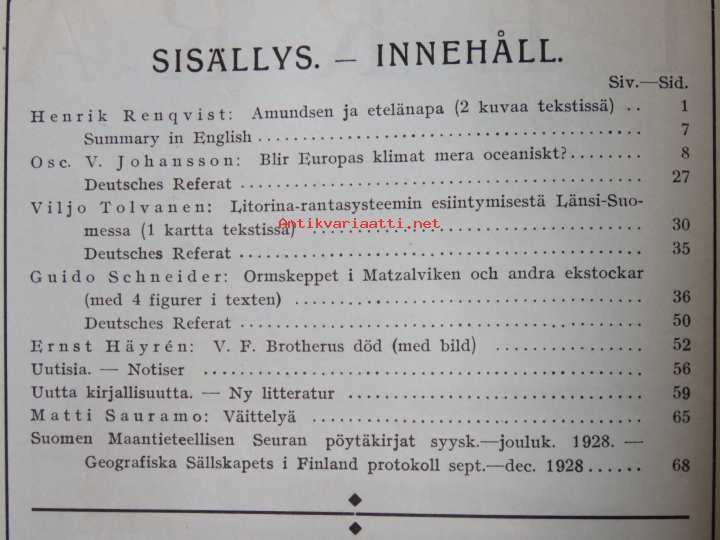 SISÄLLYS. — INNEHÅLL.
Siv.—Sid.
Henrik Renqvist: Amundsen ja etelänapa (2 kuvaa tekstissä) .. 1
Summary in English .......... 7
Osc. V. Johansson: Blir Europas klimat mera oceaniskt? ........ 8
Deutsches Referat .......... 27
Viljo Tolvanen: Litorina-rantasysteemin esiintymisestä Länsi-Suo-
Antikvariaatti.net
messa (1 kartta tekstissä) .......... 30
Deutsches Referat .......... 35
Guido Schneider: Ormskeppet i Matzalviken och andra ekstockar
(med 4 figurer i texten) .......... 36
Deutsches Referat .......... 50
Ernst Häyrén: V. F. Brotherus död (med bild) .......... 52
Uutisia. — Notiser .......... 56
Uutta kirjallisuutta. — Ny litteratur .......... 59
Matti Sauramo: Väittelyä .......... 65
Suomen Maantieteellisen Seuran pöytäkirjat syysk.—jouluk. 1928. —
Geografiska Sällskapets i Finland protokoll sept.—dec. 1928 ...... 68